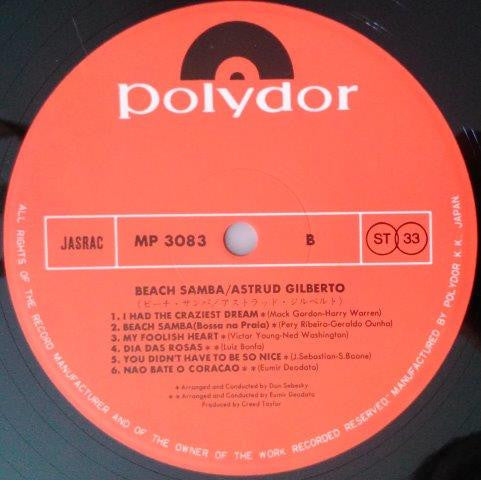 polydor
JASRAC MP 3083 B ST 33
BEACH SAMBA/ASTRUD GILBERTO
(ビーチ・サンバ/アストラッド・ジルベルト)
1. I HAD THE CRAZIEST DREAM * (Mack Gordon-Harry Warren)
2. BEACH SAMBA(Bossa na Praia) * (Pery Ribeiro-Geraldo Cunha)
3. MY FOOLISH HEART * (Victor Young-Ned Washington)
4. DIA DAS ROSAS * * (Luiz Bonfa)
5. YOU DIDN'T HAVE TO BE SO NICE * (J.Sebastian-S.Boone)
6. NAO BATE O CORACAO * * (Eumir Deodato)
* Arranged and Conducted by Don Sebesky
* * Arranged and Conducted by Eumir Deodato
Produced by Creed Taylor
ALL RIGHTS OF THE RECORD MANUFACTURER AND OF THE OWNER OF THE WORK RECORDED RESERVED. MANUFACTURED BY POLYDOR K.K. JAPAN.